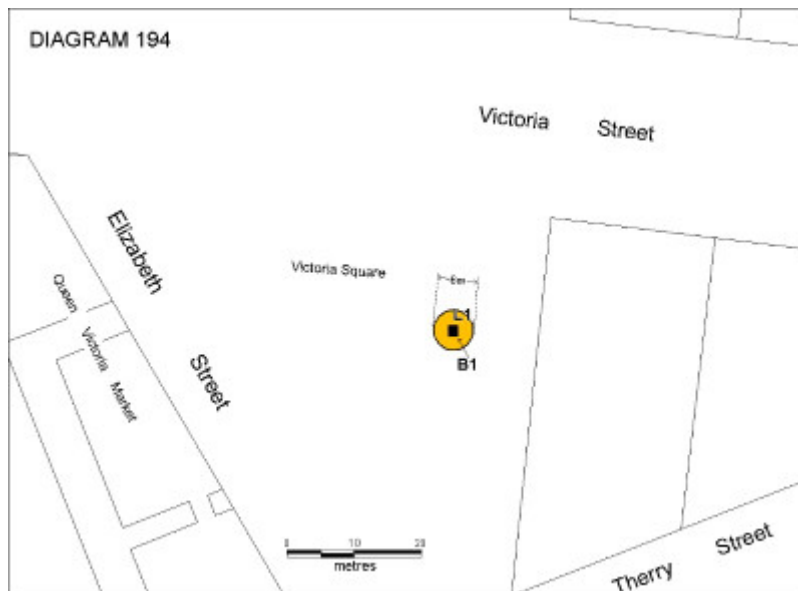 DIAGRAM 194
Victoria Street
Elizabeth Street
Victoria Square
6m
L1
B1
Queen Victoria Market
0 10 20
metres
Therry Street